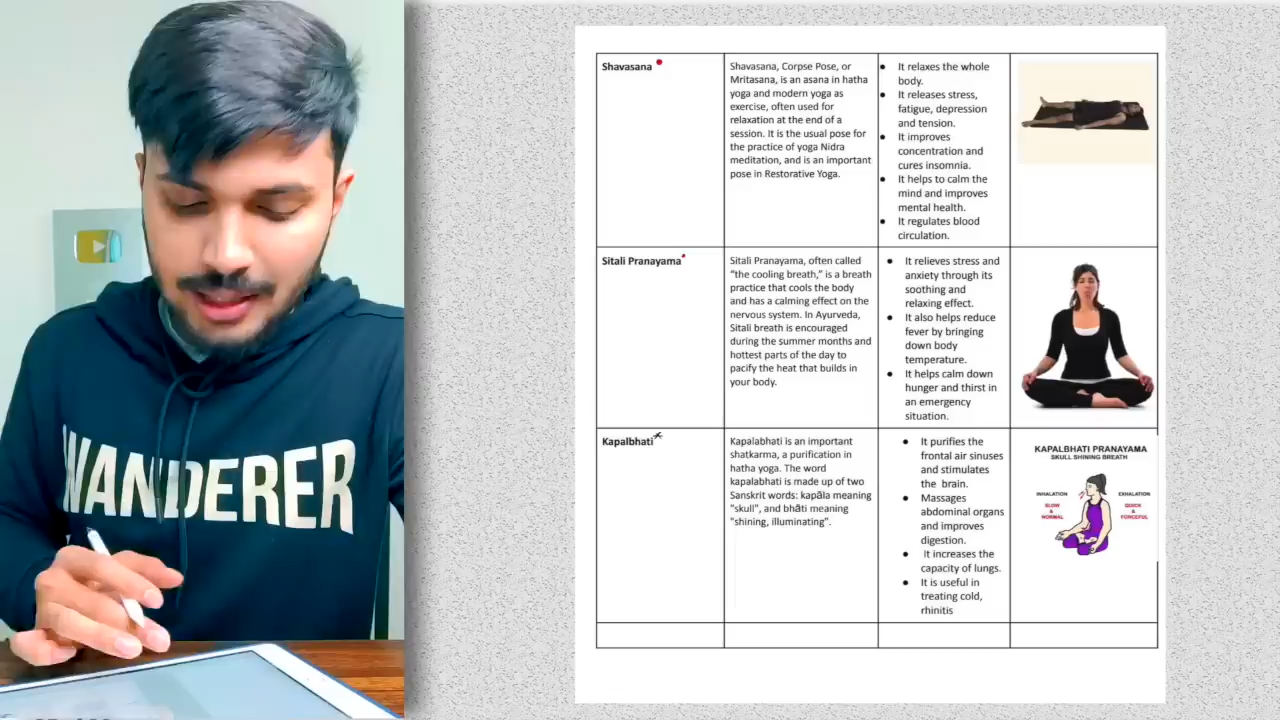 WANDERER
Shavasana
Shavasana, Corpse Pose, or
Mritasana, is an asana in hatha
yoga and modern yoga as
exercise, often used for
relaxation at the end of a
session. It is the usual pose for
the practice of yoga Nidra
meditation, and is an important
pose in Restorative Yoga.
It relaxes the whole
body.
It releases stress,
fatigue, depression
and tension.
It improves
concentration and
cures insomnia.
It helps to calm the
mind and improves
mental health.
It regulates blood
circulation.
Sitali Pranayama
Sitali Pranayama, often called
“the cooling breath,” is a breath
practice that cools the body
and has a calming effect on the
nervous system. In Ayurveda,
Sitali breath is encouraged
during the summer months and
hottest parts of the day to
pacify the heat that builds in
your body.
It relieves stress and
anxiety through its
soothing and
relaxing effect.
It also helps reduce
fever by bringing
down body
temperature.
It helps calm down
hunger and thirst in
an emergency
situation.
Kapalbhati
Kapalabhati is an important
shatkarma, a purification in
hatha yoga. The word
kapalabhati is made up of two
Sanskrit words: kapāla meaning
"skull", and bhāti meaning
"shining, illuminating".
It purifies the
frontal air sinuses
and stimulates
the brain.
Massages
abdominal organs
and improves
digestion.
It increases the
capacity of lungs.
It is useful in
treating cold,
rhinitis
KAPALBHATI PRANAYAMA
SKULL SHINING BREATH
INHALATION
SLOW
&
NORMAL
EXHALATION
QUICK
&
FORCEFUL